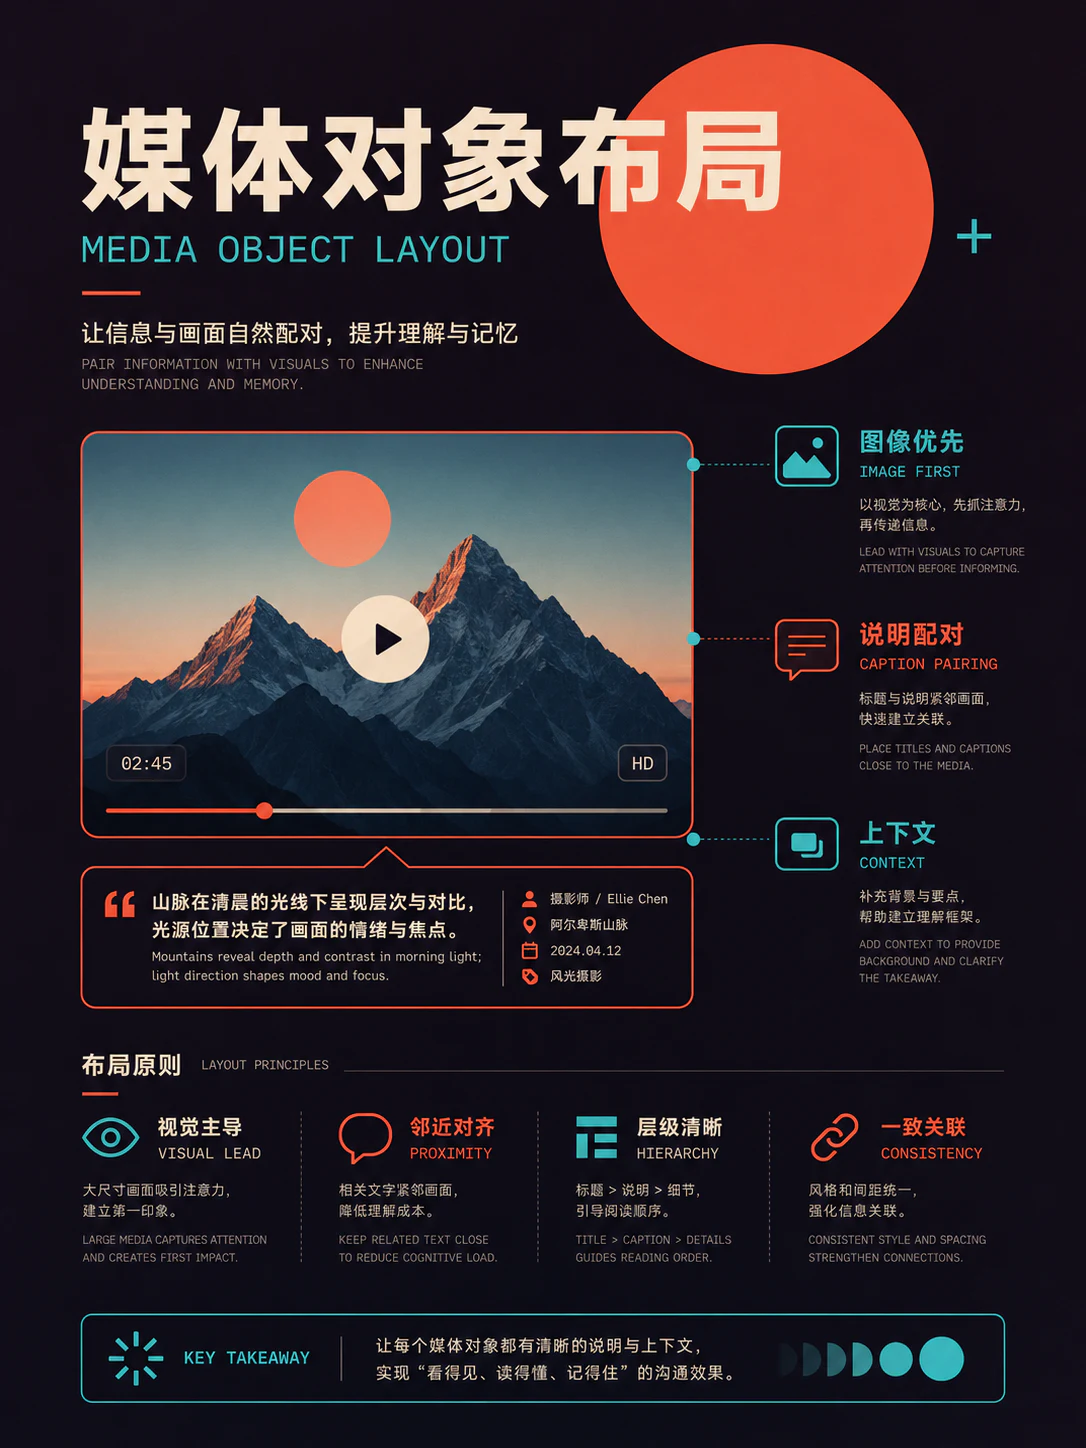 媒体对象布局
MEDIA OBJECT LAYOUT
让信息与画面自然配对，提升理解与记忆
PAIR INFORMATION WITH VISUALS TO ENHANCE
UNDERSTANDING AND MEMORY.
02:45
HD
图像优先
IMAGE FIRST
以视觉为核心，先抓注意力，
再传递信息。
LEAD WITH VISUALS TO CAPTURE
ATTENTION BEFORE INFORMING.
说明配对
CAPTION PAIRING
标题与说明紧邻画面，
快速建立关联。
PLACE TITLES AND CAPTIONS
CLOSE TO THE MEDIA.
上下文
CONTEXT
补充背景与要点，
帮助建立理解框架。
ADD CONTEXT TO PROVIDE
BACKGROUND AND CLARIFY
THE TAKEAWAY.
山脉在清晨的光线下呈现层次与对比，
光源位置决定了画面的情绪与焦点。
Mountains reveal depth and contrast in morning light;
light direction shapes mood and focus.
摄影师 / Ellie Chen
阿尔卑斯山脉
2024.04.12
风光摄影
布局原则
LAYOUT PRINCIPLES
视觉主导
VISUAL LEAD
大尺寸画面吸引注意力，
建立第一印象。
LARGE MEDIA CAPTURES ATTENTION
AND CREATES FIRST IMPACT.
邻近对齐
PROXIMITY
相关文字紧邻画面，
降低理解成本。
KEEP RELATED TEXT CLOSE
TO REDUCE COGNITIVE LOAD.
层级清晰
HIERARCHY
标题 > 说明 > 细节，
引导阅读顺序。
TITLE > CAPTION > DETAILS
GUIDES READING ORDER.
一致关联
CONSISTENCY
风格和间距统一，
强化信息关联。
CONSISTENT STYLE AND SPACING
STRENGTHEN CONNECTIONS.
KEY TAKEAWAY
让每个媒体对象都有清晰的说明与上下文，
实现“看得见、读得懂、记得住”的沟通效果。